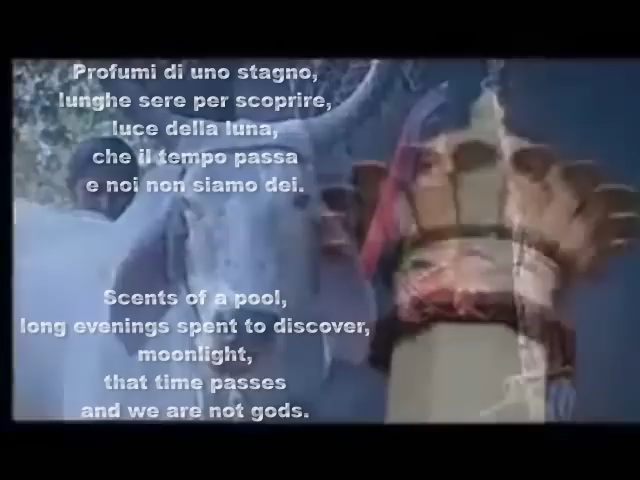 Profumi di uno stagno,
lunghe sere per scoprire,
luce della luna,
che il tempo passa
e noi non siamo dei.
Scents of a pool,
long evenings spent to discover,
moonlight,
that time passes
and we are not gods.